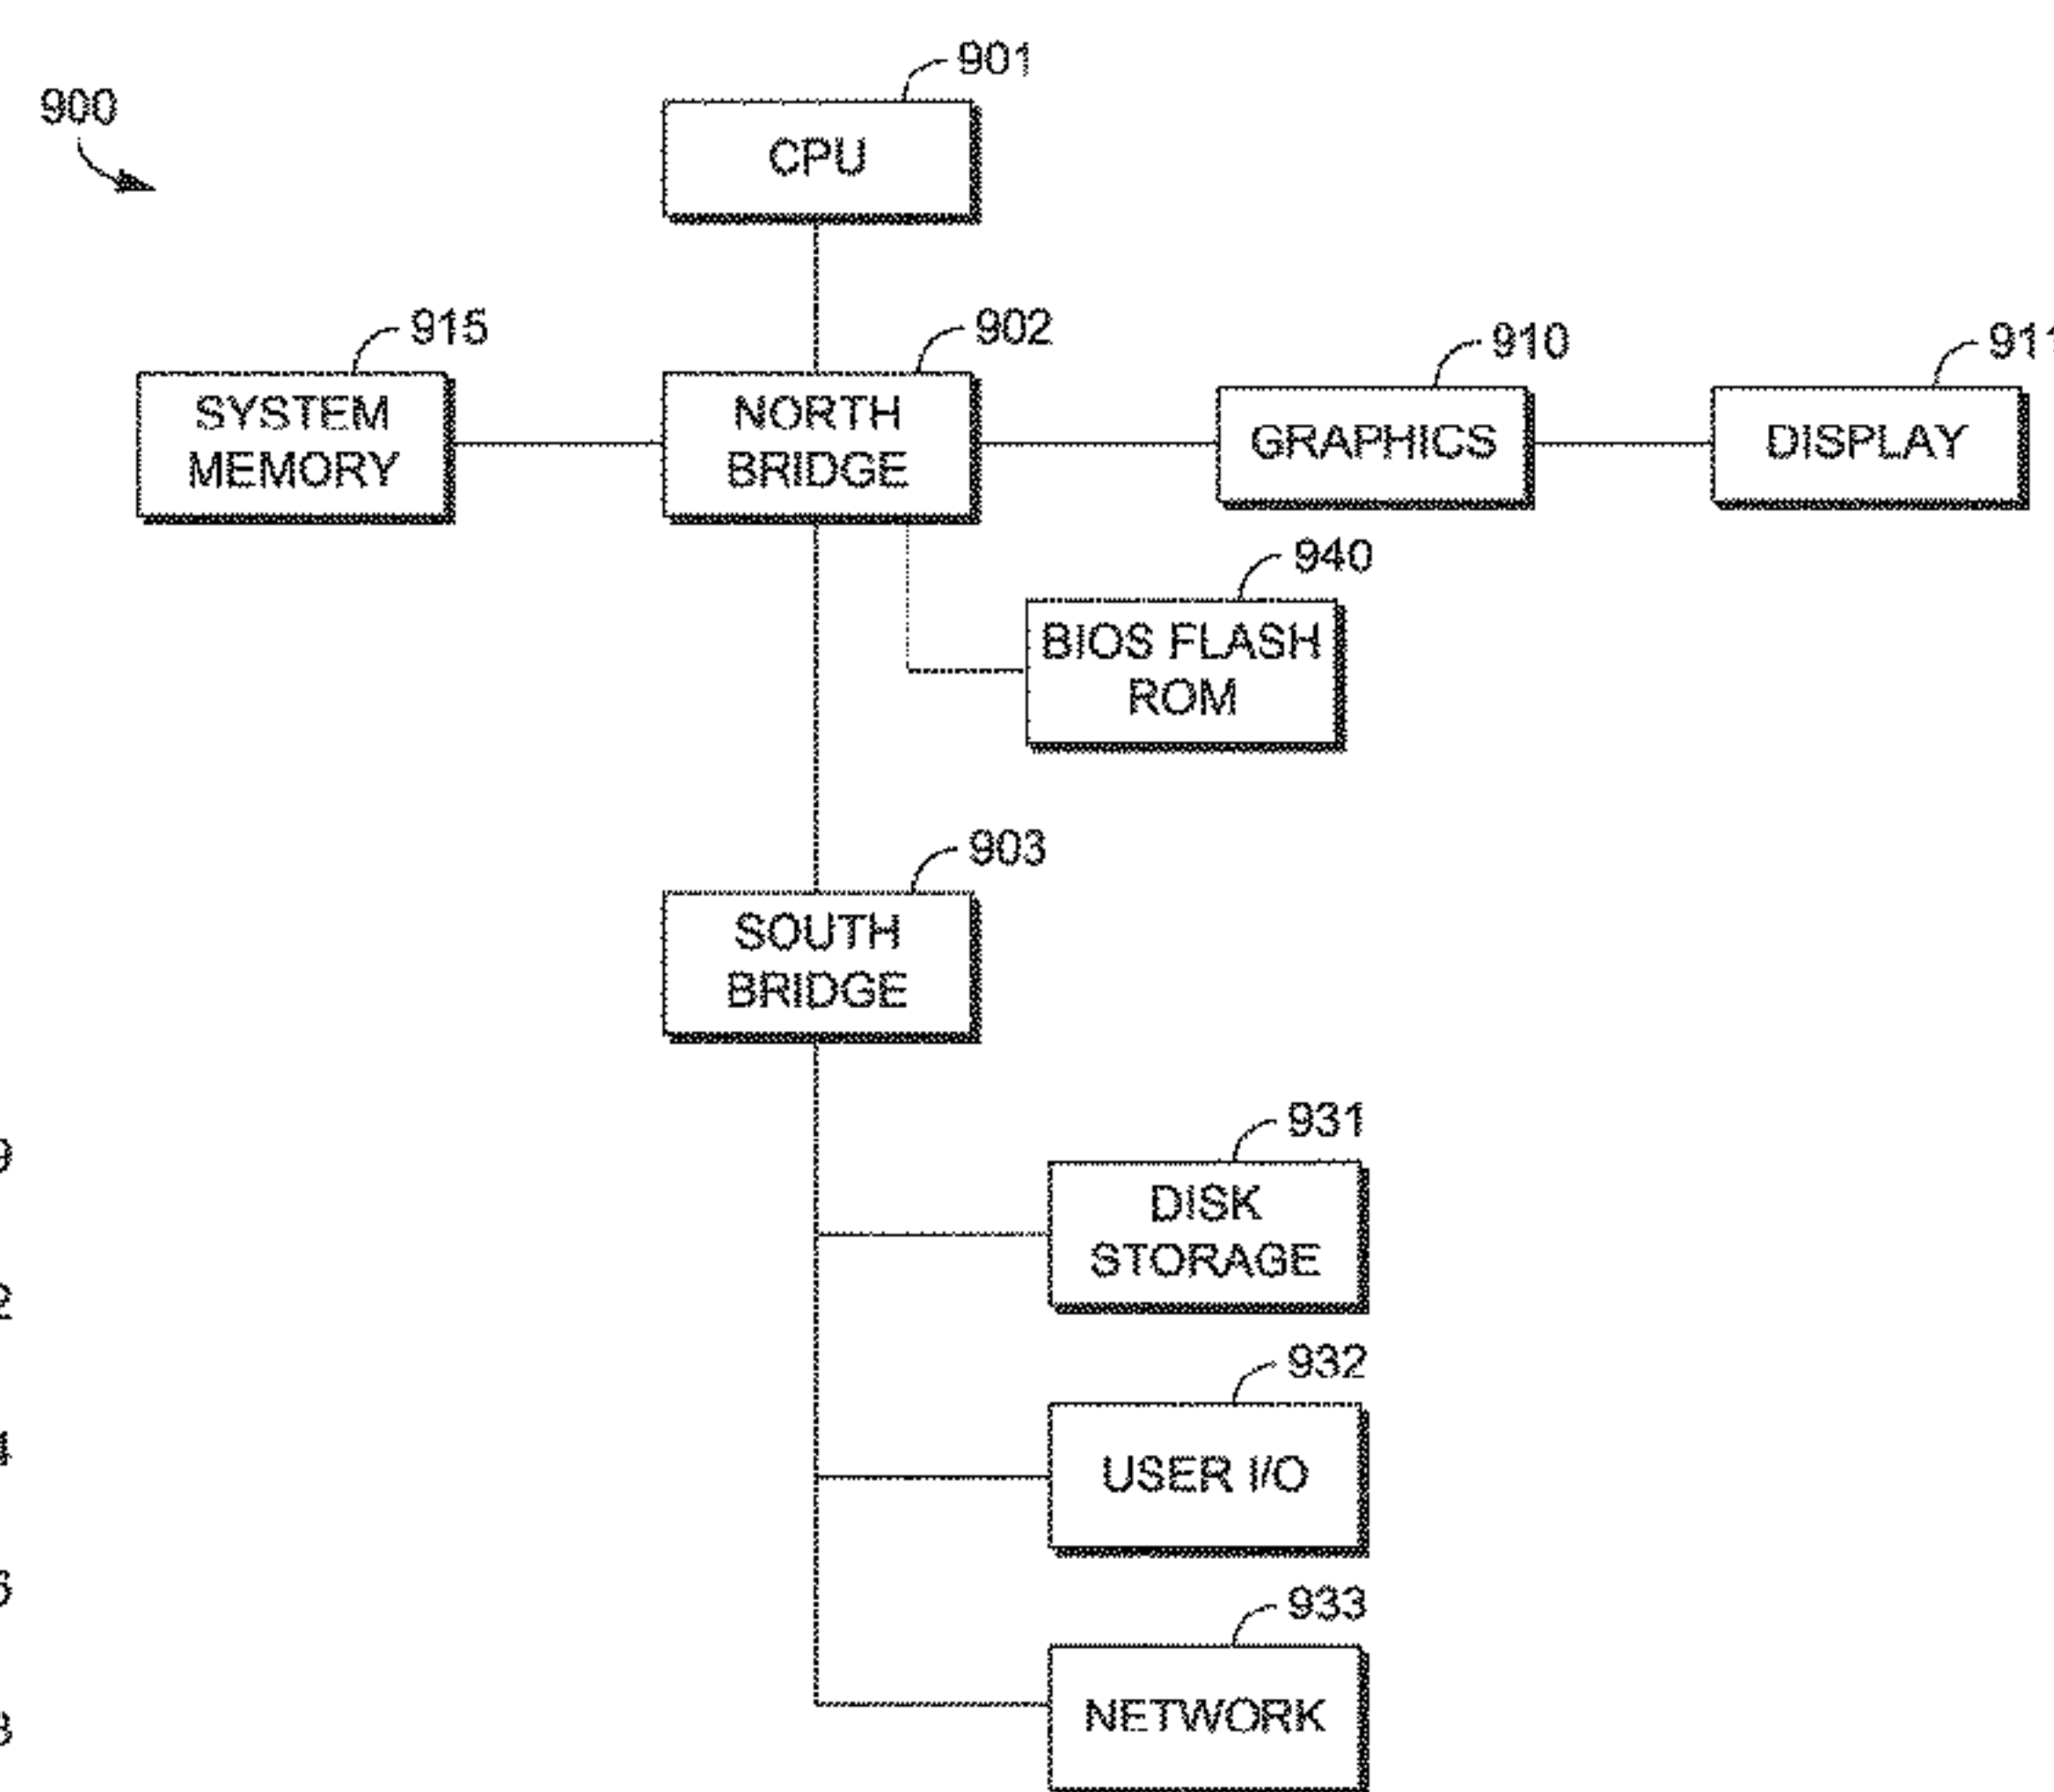 900
901
CPU
915
902
910
911
SYSTEM
MEMORY
NORTH
BRIDGE
GRAPHICS
DISPLAY
940
BIOS FLASH
ROM
903
SOUTH
BRIDGE
931
DISK
STORAGE
932
USER I/O
933
NETWORK